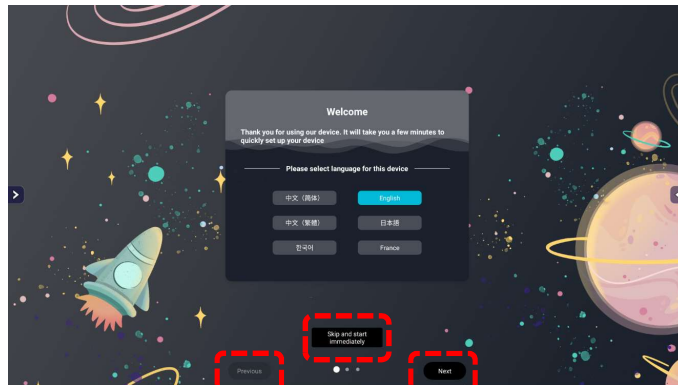 Welcome
Thank you for using our device. It will take you a few minutes to
quickly set up your device
Please select language for this device
中文（简体）
English
中文（繁體）
日本語
한국어
France
Skip and start
immediately
Previous
Next